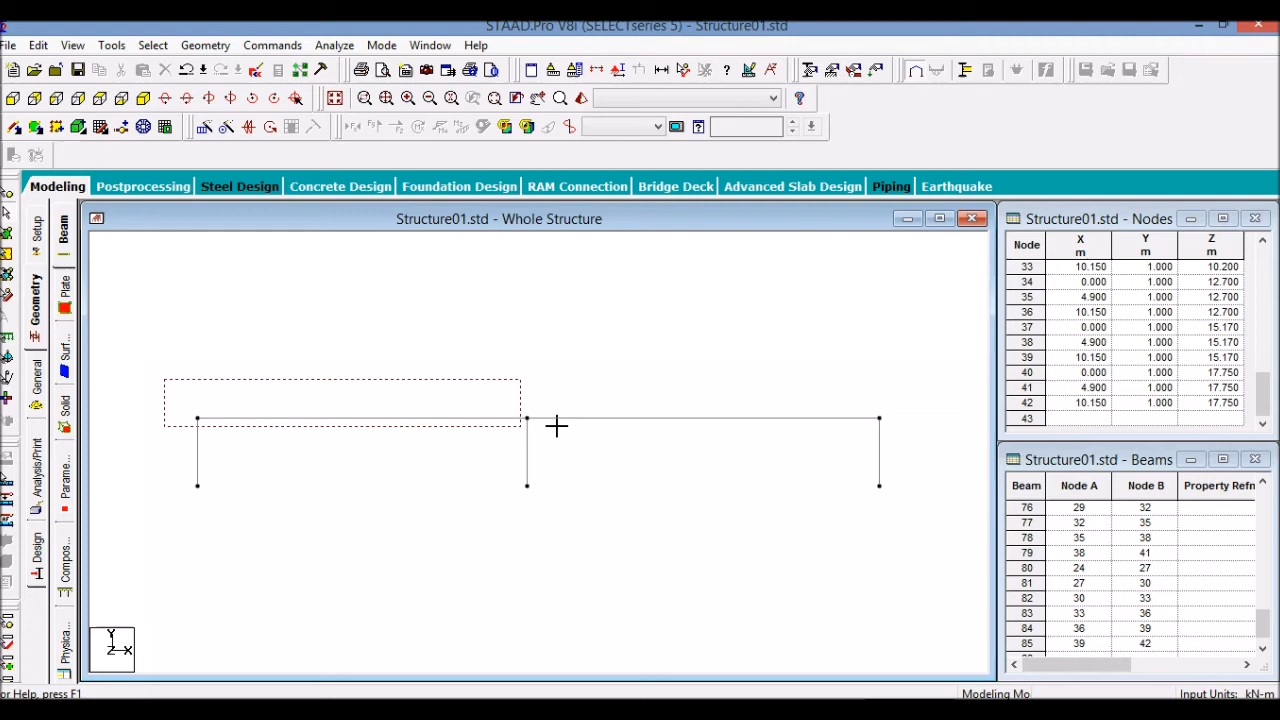 STAAD.Pro V8i (SELECTseries 5) - Structure01.std
File Edit View Tools Select Geometry Commands Analyze Mode Window Help
Modeling Postprocessing Steel Design Concrete Design Foundation Design RAM Connection Bridge Deck Advanced Slab Design Piping Earthquake
Setup
Geometry
General
Analysis/Print
Design
Beam
Plate
Surf...
Solid
Parame...
Compos...
Physica...
Structure01.std - Whole Structure
Y
Z X
Structure01.std - Nodes
Node X m Y m Z m
33 10.150 1.000 10.200
34 0.000 1.000 12.700
35 4.900 1.000 12.700
36 10.150 1.000 12.700
37 0.000 1.000 15.170
38 4.900 1.000 15.170
39 10.150 1.000 15.170
40 0.000 1.000 17.750
41 4.900 1.000 17.750
42 10.150 1.000 17.750
43
Structure01.std - Beams
Beam Node A Node B Property Refn
76 29 32
77 32 35
78 35 38
79 38 41
80 24 27
81 27 30
82 30 33
83 33 36
84 36 39
85 39 42
or Help, press F1
Modeling Mo
Input Units: kN-m